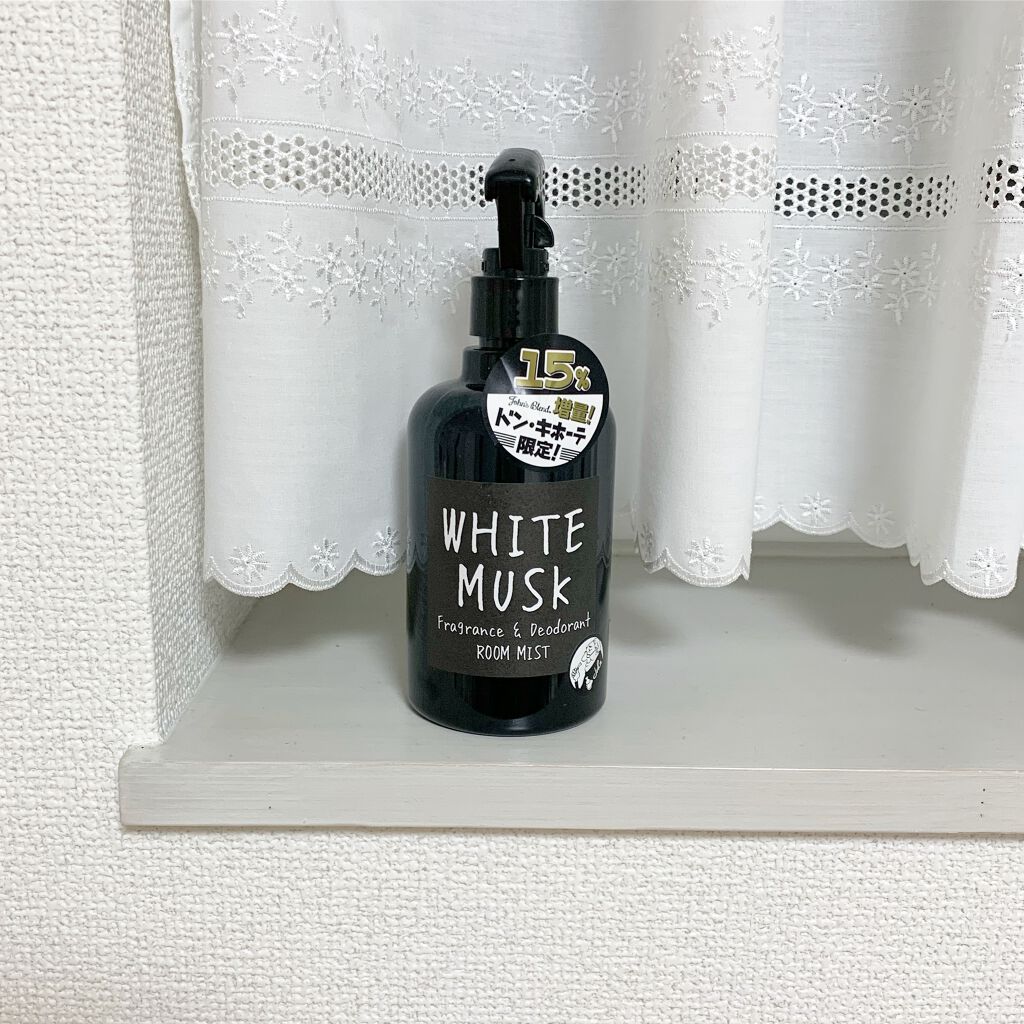 15%
John's Blend. 増量!
ドン・キホーテ
限定!
WHITE
MUSK
Fragrance & Deodorant
ROOM MIST